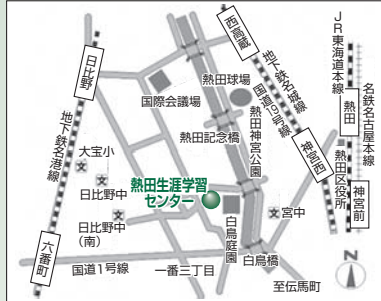 西高蔵
地下鉄名城線
国道19号線
JR東海道本線
熱田
名鉄名古屋本線
神宮前
熱田区役所
神宮西
日比野
地下鉄名港線
国際会議場
熱田球場
熱田記念橋
熱田神宮公園
大宝小
文
日比野中
文
日比野中
(南)
文
熱田生涯学習
センター
白鳥庭園
文
宮中
六番町
国道1号線
一番三丁目
白鳥橋
至伝馬町
N